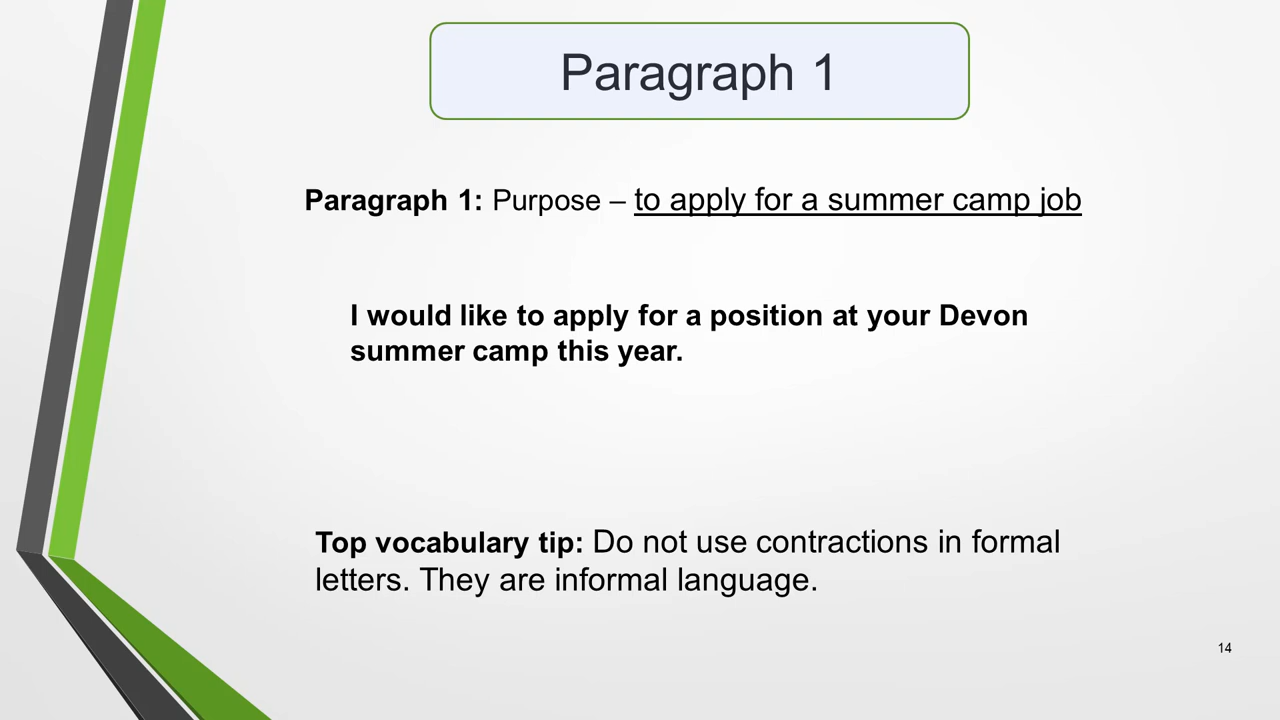 Paragraph 1
Paragraph 1: Purpose – to apply for a summer camp job
I would like to apply for a position at your Devon
summer camp this year.
Top vocabulary tip: Do not use contractions in formal
letters. They are informal language.
14